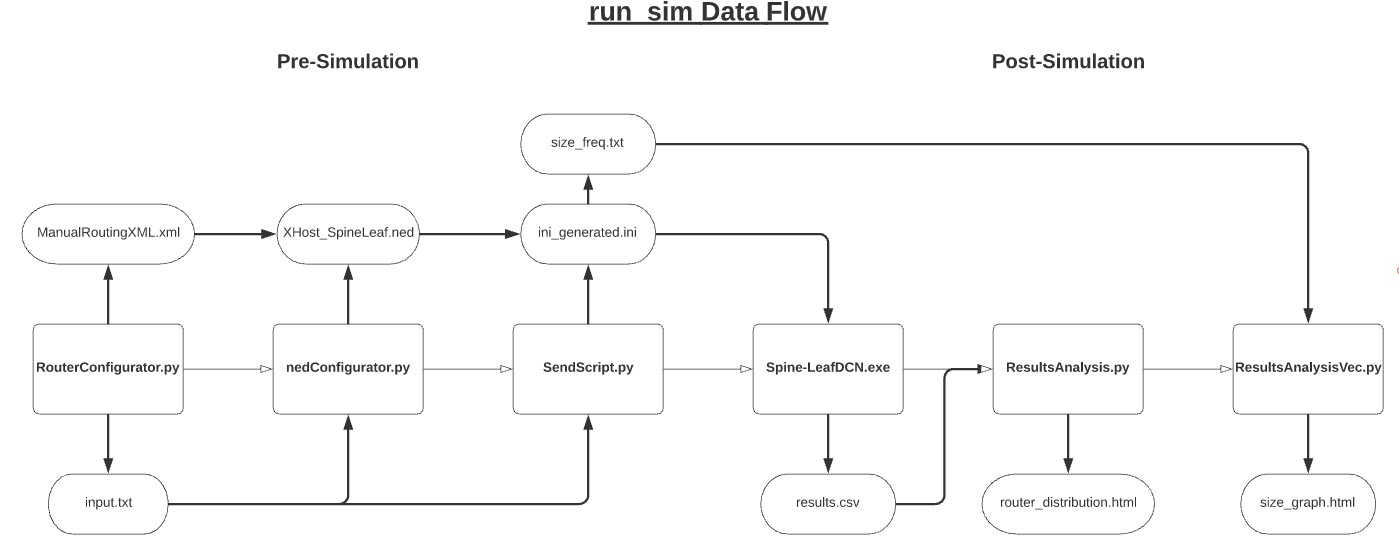 run_sim Data Flow
Pre-Simulation
Post-Simulation
size_freq.txt
ManualRoutingXML.xml
XHost_SpineLeaf.ned
ini_generated.ini
RouterConfigurator.py
nedConfigurator.py
SendScript.py
Spine-LeafDCN.exe
ResultsAnalysis.py
ResultsAnalysisVec.py
input.txt
results.csv
router_distribution.html
size_graph.html